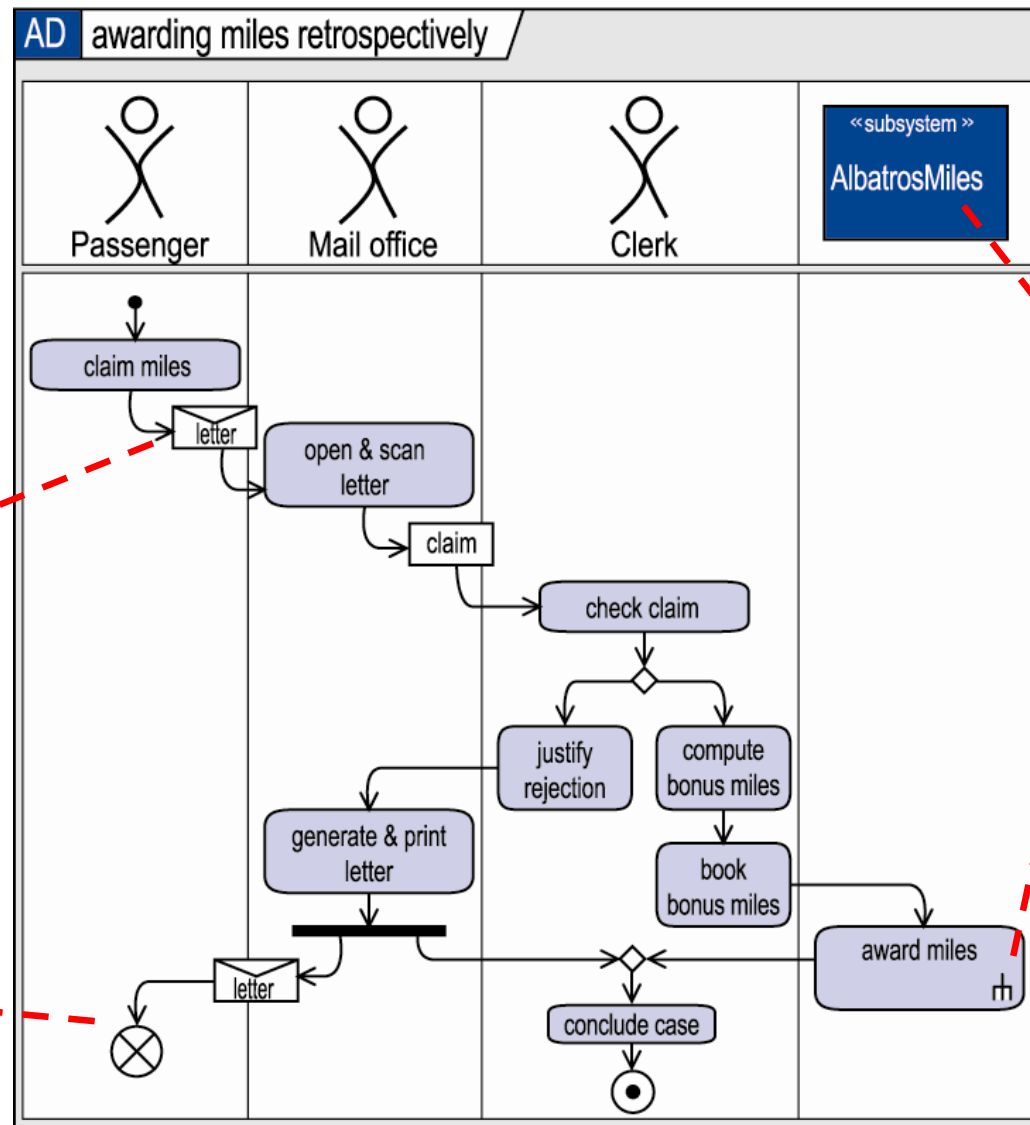 AD awarding miles retrospectively
Passenger
Mail office
Clerk
«subsystem »
AlbatrosMiles
claim miles
letter
open & scan
letter
claim
check claim
justify
rejection
compute
bonus miles
generate & print
letter
book
bonus miles
award miles
letter
conclude case